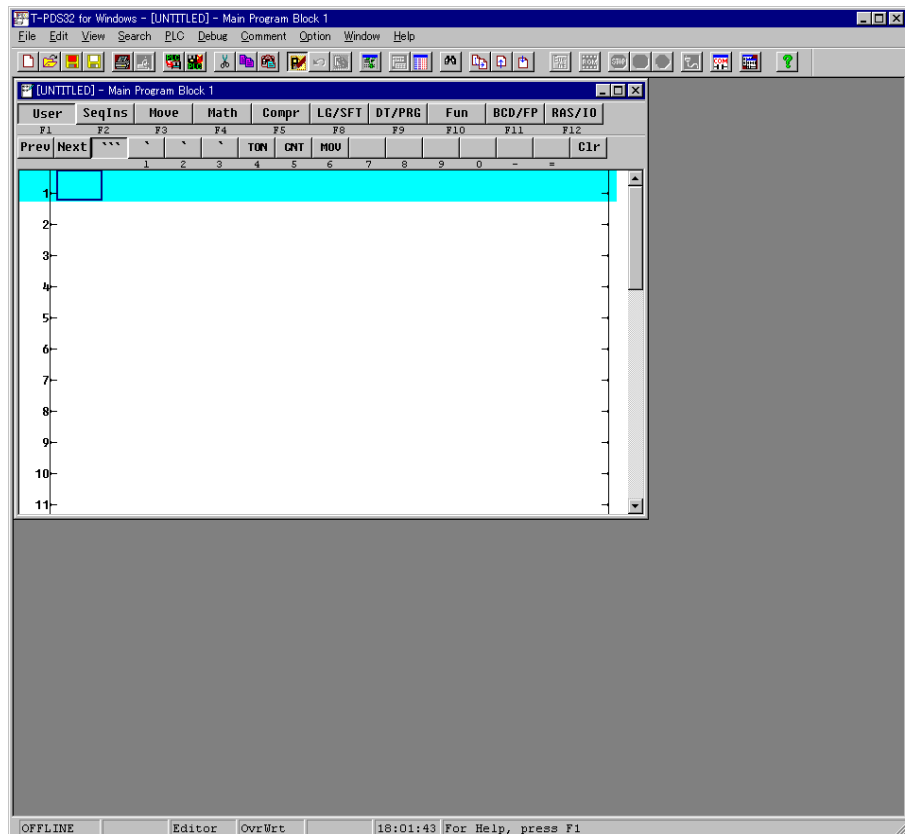 T-PDS32 for Windows - [UNTITLED] - Main Program Block 1
File Edit View Search PLC Debug Comment Option Window Help
[UNTITLED] - Main Program Block 1
User SeqIns Move Math Compr LG/SFT DT/PRG Fun BCD/FP RAS/IO
F1 F2 F3 F4 F5 F8 F9 F10 F11 F12
Prev Next ``` ` ` ` TON CNT MOV Clr
1 2 3 4 5 6 7 8 9 0 - =
1
2
3
4
5
6
7
8
9
10
11
OFFLINE Editor OvrWrt 18:01:43 For Help, press F1